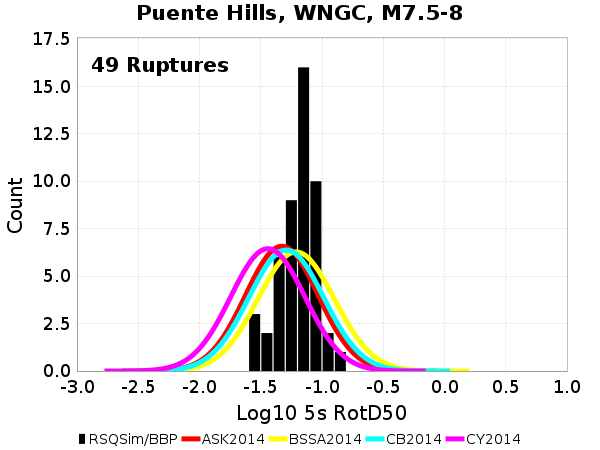 Puente Hills, WNGC, M7.5-8
49 Ruptures
Count
17.5
15.0
12.5
10.0
7.5
5.0
2.5
0.0
-3.0 -2.5 -2.0 -1.5 -1.0 -0.5 0.0 0.5 1.0
Log10 5s RotD50
RSQSim/BBP ASK2014 BSSA2014 CB2014 CY2014